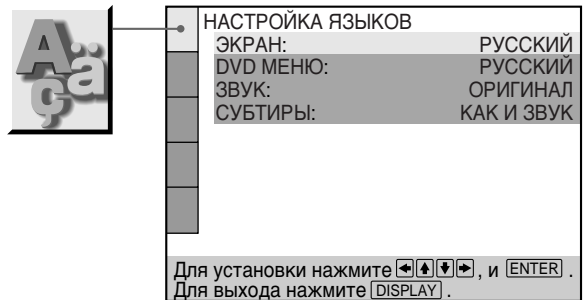 Aäç
НАСТРОЙКА ЯЗЫКОВ
ЭКРАН: РУССКИЙ
DVD МЕНЮ: РУССКИЙ
ЗВУК: ОРИГИНАЛ
СУБТИРЫ: КАК И ЗВУК
Для установки нажмите ←↑↓→, и ENTER .
Для выхода нажмите DISPLAY .